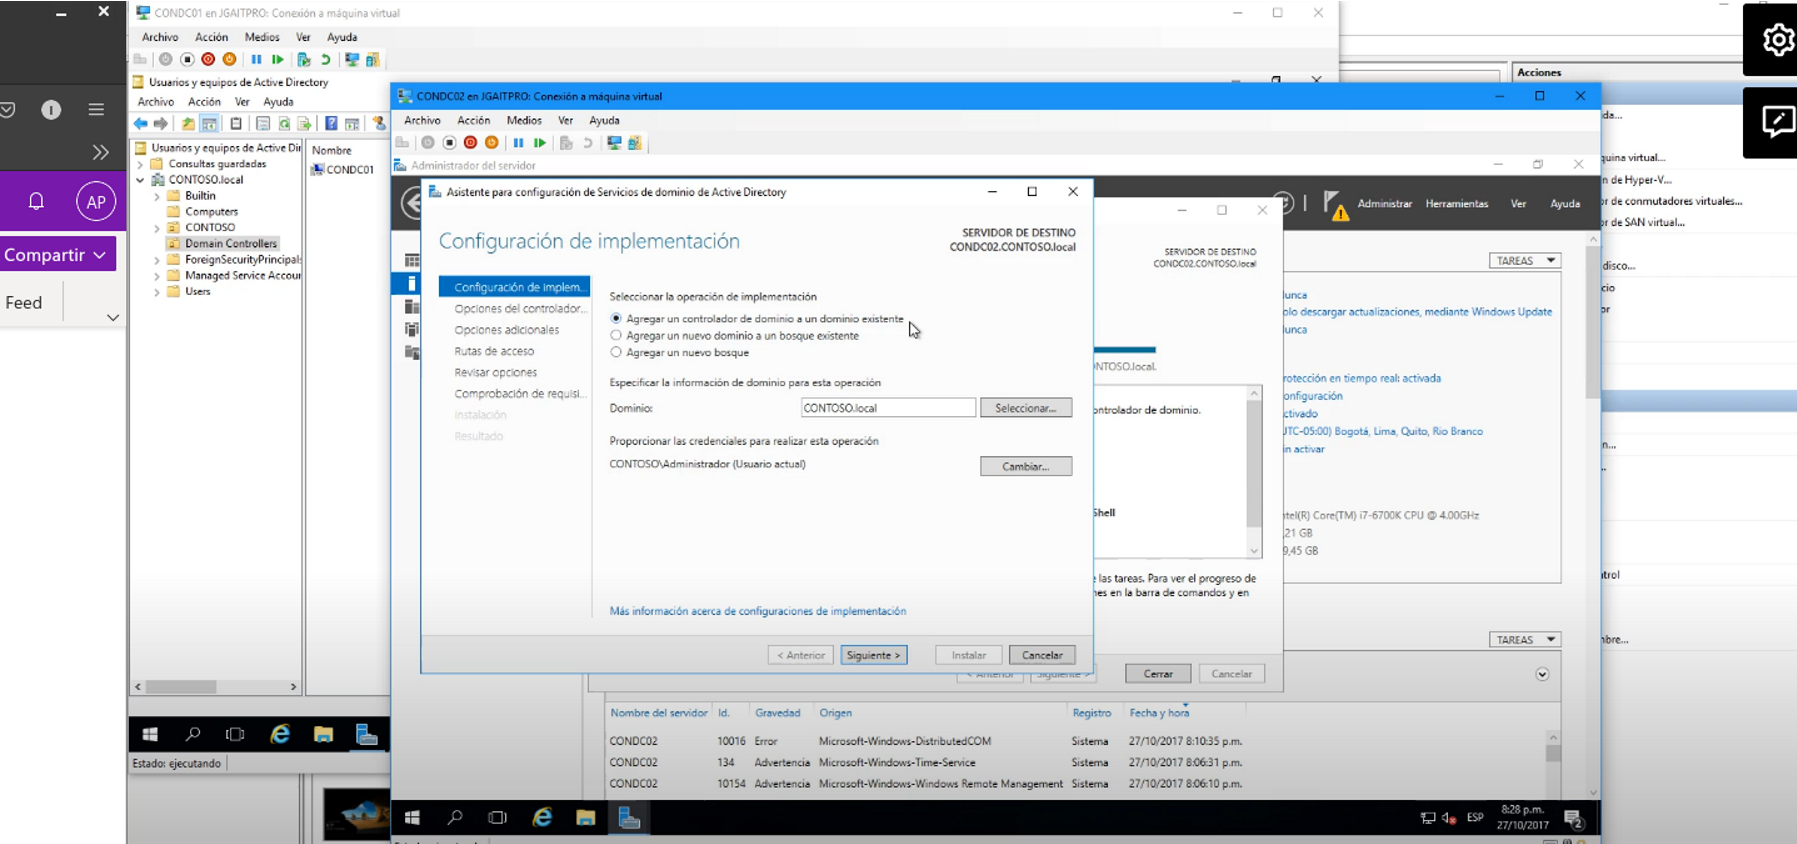 CONDC01 en JGAITPRO: Conexión a máquina virtual
Archivo Acción Medios Ver Ayuda
Usuarios y equipos de Active Directory
Archivo Acción Ver Ayuda
Usuarios y equipos de Active Dir
Consultas guardadas
CONTOSO.local
Builtin
Computers
CONTOSO
Domain Controllers
ForeignSecurityPrincipals
Managed Service Accour
Users
Nombre
CONDC01
AP
Compartir
Feed
Estado: ejecutando
Acciones
CONDC02 en JGAITPRO: Conexión a máquina virtual
Archivo Acción Medios Ver Ayuda
Administrador del servidor
Administrar Herramientas Ver Ayuda
Asistente para configuración de Servicios de dominio de Active Directory
Configuración de implementación
SERVIDOR DE DESTINO
CONDC02.CONTOSO.local
Configuración de implem...
Opciones del controlador...
Opciones adicionales
Rutas de acceso
Revisar opciones
Comprobación de requisi...
Instalación
Resultado
Seleccionar la operación de implementación
Agregar un controlador de dominio a un dominio existente
Agregar un nuevo dominio a un bosque existente
Agregar un nuevo bosque
Especificar la información de dominio para esta operación
Dominio: CONTOSO.local Seleccionar...
Proporcionar las credenciales para realizar esta operación
CONTOSO\Administrador (Usuario actual) Cambiar...
Más información acerca de configuraciones de implementación
< Anterior Siguiente > Instalar Cancelar
SERVIDOR DE DESTINO
CONDC02.CONTOSO.local
NTOSO.local.
ontrolador de dominio.
Shell
las tareas. Para ver el progreso de
nes en la barra de comandos y en
Cerrar Cancelar
TAREAS
lunca
olo descargar actualizaciones, mediante Windows Update
lunca
rotección en tiempo real: activada
onfiguración
ctivado
UTC-05:00) Bogotá, Lima, Quito, Rio Branco
in activar
ntel(R) Core(TM) i7-6700K CPU @ 4.00GHz
,21 GB
9,45 GB
TAREAS
Nombre del servidor Id. Gravedad Origen Registro Fecha y hora
CONDC02 10016 Error Microsoft-Windows-DistributedCOM Sistema 27/10/2017 8:10:35 p.m.
CONDC02 134 Advertencia Microsoft-Windows-Time-Service Sistema 27/10/2017 8:06:31 p.m.
CONDC02 10154 Advertencia Microsoft-Windows-Windows Remote Management Sistema 27/10/2017 8:06:10 p.m.
ESP
8:28 p.m.
27/10/2017
2
da...
quina virtual...
n de Hyper-V...
or de conmutadores virtuales...
or de SAN virtual...
disco...
cio
or
n...
trol
mbre...